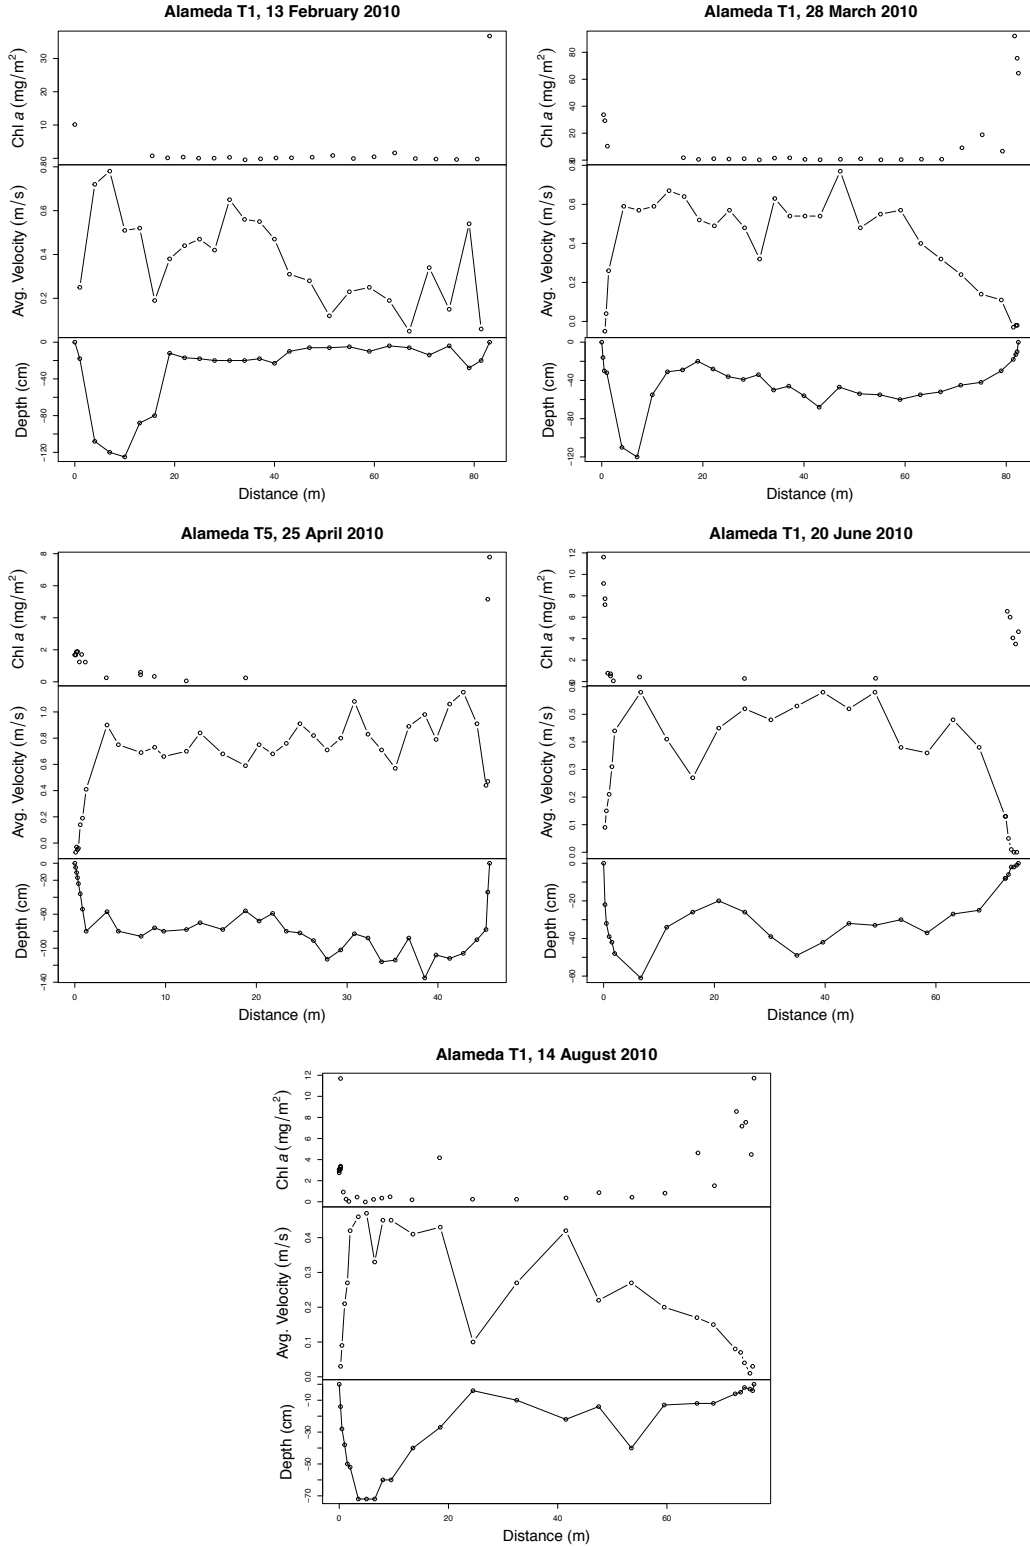 Alameda T1, 13 February 2010
Chl a (mg/m²)
0 10 30
Avg. Velocity (m/s)
0.2 0.4 0.6 0.8
Depth (cm)
−120 −80 −40 0
0 20 40 60 80
Distance (m)
Alameda T1, 28 March 2010
Chl a (mg/m²)
0 20 40 60 80
Avg. Velocity (m/s)
0.0 0.2 0.4 0.6 0.8
Depth (cm)
−120 −80 −40 0
0 20 40 60 80
Distance (m)
Alameda T5, 25 April 2010
Chl a (mg/m²)
0 2 4 6 8
Avg. Velocity (m/s)
0.0 0.2 0.4 0.6 0.8 1.0
Depth (cm)
−140 −100 −60 −20 0
0 10 20 30 40
Distance (m)
Alameda T1, 20 June 2010
Chl a (mg/m²)
0 2 4 6 8 10 12
Avg. Velocity (m/s)
0.0 0.1 0.2 0.3 0.4 0.5 0.6
Depth (cm)
−60 −40 −20 0
0 20 40 60
Distance (m)
Alameda T1, 14 August 2010
Chl a (mg/m²)
0 2 4 6 8 10 12
Avg. Velocity (m/s)
0.0 0.1 0.2 0.3 0.4
Depth (cm)
−70 −50 −30 −10
0 20 40 60
Distance (m)